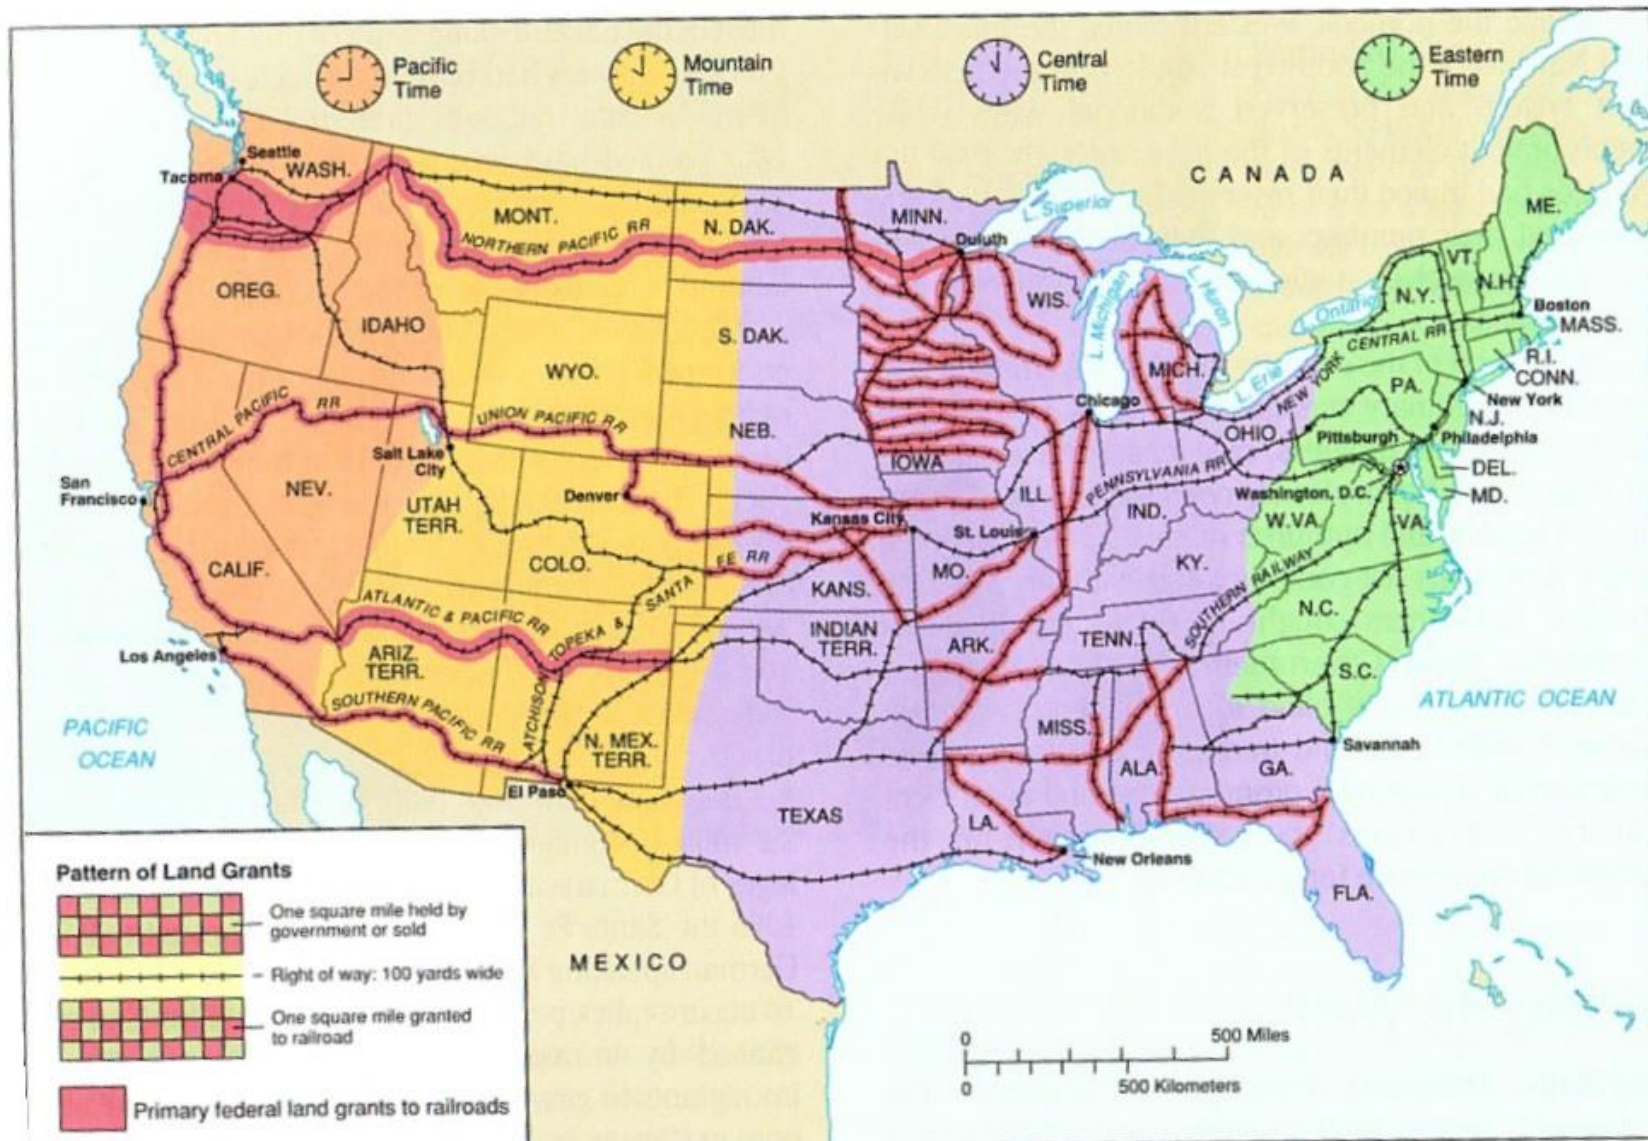 Pacific
Time
Mountain
Time
Central
Time
Eastern
Time
CANADA
Seattle
Tacoma
WASH.
MONT.
NORTHERN PACIFIC RR
N. DAK.
MINN.
L. Superior
Duluth
ME.
VT.
N.H.
N.Y.
Boston
MASS.
OREG.
IDAHO
WIS.
L. Michigan
L. Huron
Ontario
CENTRAL RR
R.I.
CONN.
S. DAK.
WYO.
MICH.
L. Erie
NEW YORK
PA.
New York
N.J.
CENTRAL PACIFIC RR
UNION PACIFIC RR
NEB.
Chicago
OHIO
Pittsburgh
Philadelphia
Salt Lake
City
IOWA
PENNSYLVANIA RR
DEL.
MD.
San
Francisco
NEV.
UTAH
TERR.
Denver
Kansas City
ILL.
St. Louis
IND.
Washington, D.C.
W.VA.
VA.
CALIF.
COLO.
FE RR
KANS.
MO.
KY.
SOUTHERN RAILWAY
N.C.
ATLANTIC & PACIFIC RR
TOPEKA &
SANTA
INDIAN
TERR.
ARK.
TENN.
S.C.
Los Angeles
ARIZ.
TERR.
SOUTHERN PACIFIC RR
ATCHISON
N. MEX.
TERR.
MISS.
ALA.
GA.
Savannah
ATLANTIC OCEAN
PACIFIC
OCEAN
El Paso
TEXAS
LA.
New Orleans
FLA.
MEXICO
Pattern of Land Grants
One square mile held by
government or sold
Right of way: 100 yards wide
One square mile granted
to railroad
Primary federal land grants to railroads
0 500 Miles
0 500 Kilometers